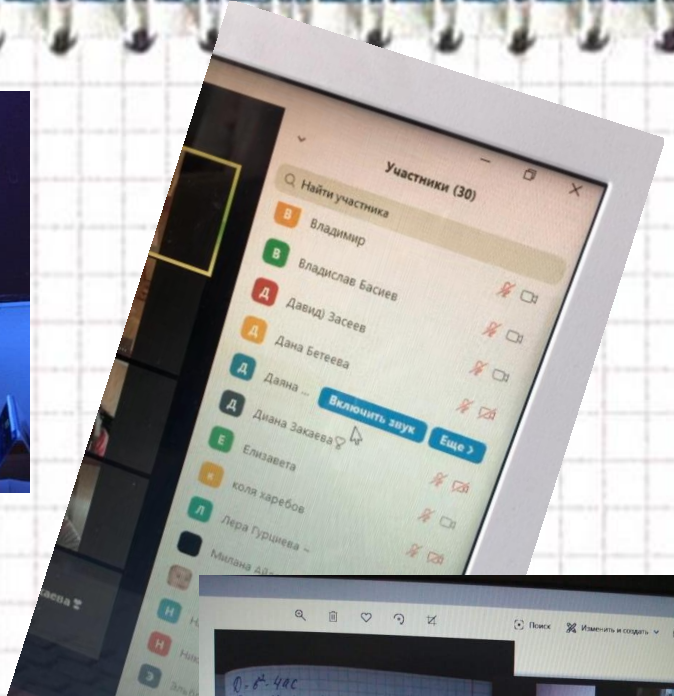 Участники (30)
Найти участника
В Владимир
В Владислав Басиев
Д Давид) Засеев
Д Дана Бетеева
Д Даяна ...
Включить звук
Еще >
Д Диана Закаева
Е Елизавета
к коля харебов
Л Лера Гурциева –
Милана
Н
Н
Э
Поиск
Изменить и создать